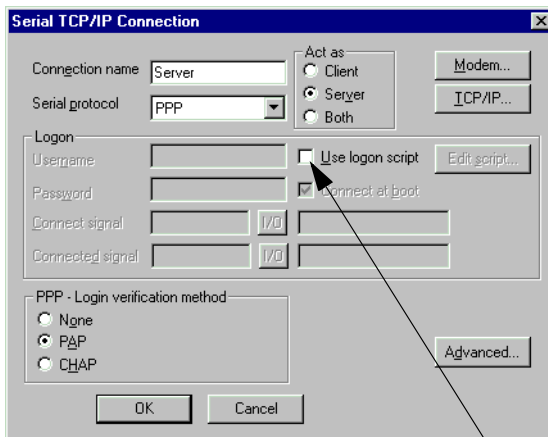 Serial TCP/IP Connection
Connection name Server
Serial protocol PPP
Act as
Client
Server
Both
Modem...
TCP/IP...
Logon
Username
Use logon script
Edit script...
Password
Connect at boot
Connect signal I/O
Connected signal I/O
PPP - Login verification method
None
PAP
CHAP
Advanced...
OK Cancel